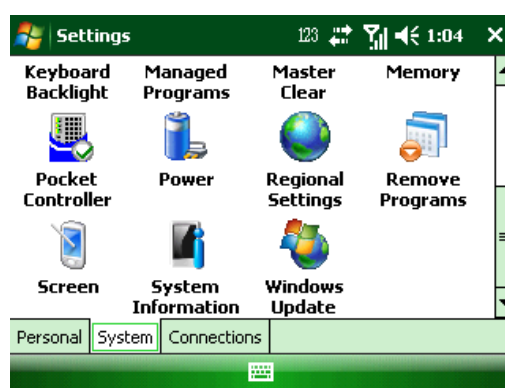 Settings 123 1:04
Keyboard Backlight Managed Programs Master Clear Memory
Pocket Controller Power Regional Settings Remove Programs
Screen System Information Windows Update
Personal System Connections